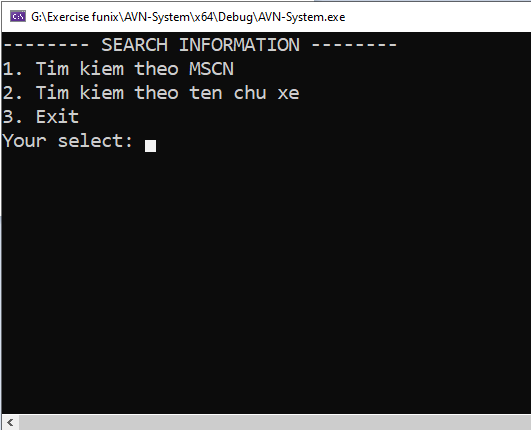 G:\Exercise funix\AVN-System\x64\Debug\AVN-System.exe
-------- SEARCH INFORMATION --------
1. Tim kiem theo MSCN
2. Tim kiem theo ten chu xe
3. Exit
Your select: